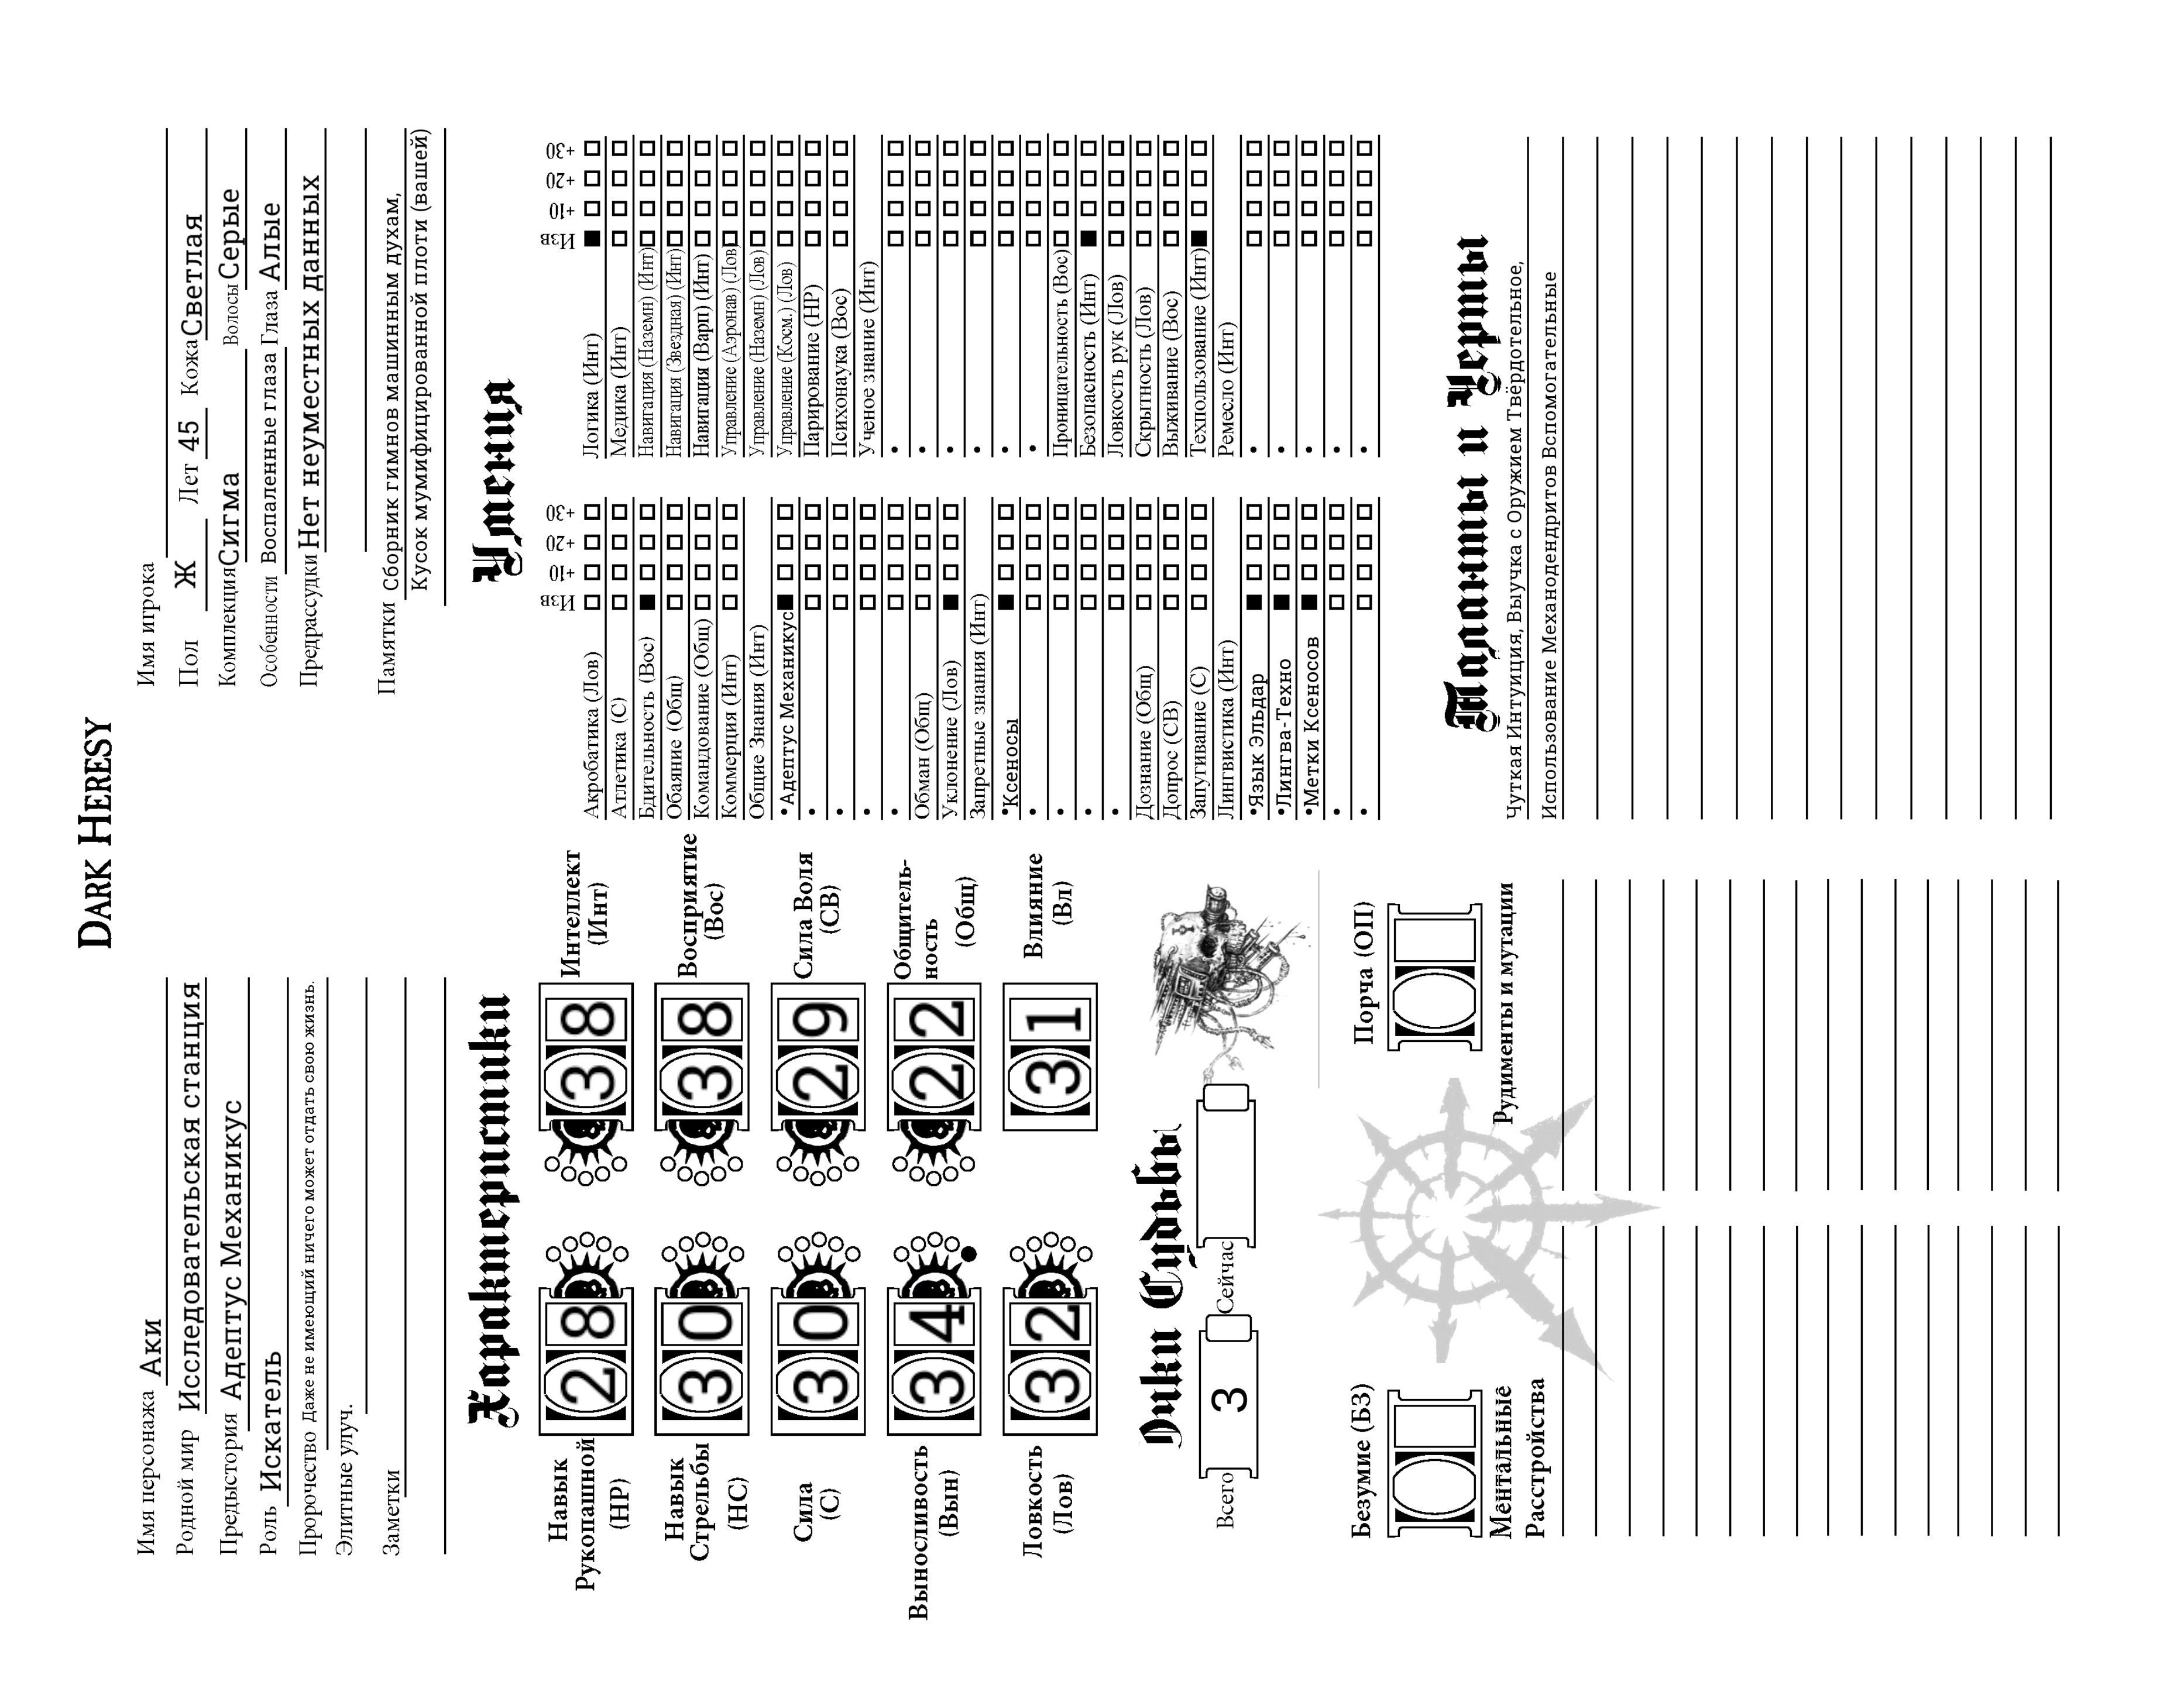 DARK HERESY
Имя персонажа Аки
Родной мир Исследовательская станция
Предыстория Адептус Механикус
Роль Искатель
Пророчество Даже не имеющий ничего может отдать свою жизнь.
Элитные улуч.
Заметки
Имя игрока
Пол Ж Лет 45 Кожа Светлая
Комплекция Сигма Волосы Серые
Особенности Воспаленные глаза Глаза Алые
Предрассудки Нет неуместных данных
Памятки Сборник гимнов машинным духам,
Кусок мумифицированной плоти (вашей)
Характеристики
Навык
Рукопашной
(НР)
28
Интеллект
(Инт)
38
Навык
Стрельбы
(НС)
30
Восприятие
(Вос)
38
Сила
(С)
30
Сила Воля
(СВ)
29
Выносливость
(Вын)
34
Общитель-
ность
(Общ)
22
Ловкость
(Лов)
32
Влияние
(Вл)
31
Очки Судьбы
Всего 3 Сейчас
Безумие (БЗ)
Порча (ОП)
Ментальные
Расстройства
Рудименты и мутации
Умения
Изв +10 +20 +30
Акробатика (Лов)
Атлетика (С)
Бдительность (Вос)
Обаяние (Общ)
Командование (Общ)
Коммерция (Инт)
Общие Знания (Инт)
•Адептус Механикус
•
•
•
•
Обман (Общ)
Уклонение (Лов)
Запретные знания (Инт)
•Ксеносы
•
•
•
•
Дознание (Общ)
Допрос (СВ)
Запугивание (С)
Лингвистика (Инт)
•Язык Эльдар
•Лингва-Техно
•Метки Ксеносов
•
•
Изв +10 +20 +30
Логика (Инт)
Медика (Инт)
Навигация (Наземн) (Инт)
Навигация (Звездная) (Инт)
Навигация (Варп) (Инт)
Управление (Аэронав) (Лов)
Управление (Наземн) (Лов)
Управление (Косм.) (Лов)
Парирование (НР)
Психонаука (Вос)
Ученое знание (Инт)
•
•
•
•
•
•
Проницательность (Вос)
Безопасность (Инт)
Ловкость рук (Лов)
Скрытность (Лов)
Выживание (Вос)
Техпользование (Инт)
Ремесло (Инт)
•
•
•
•
•
Таланты и Черты
Чуткая Интуиция, Выучка с Оружием Твёрдотельное,
Использование Механодендритов Вспомогательные